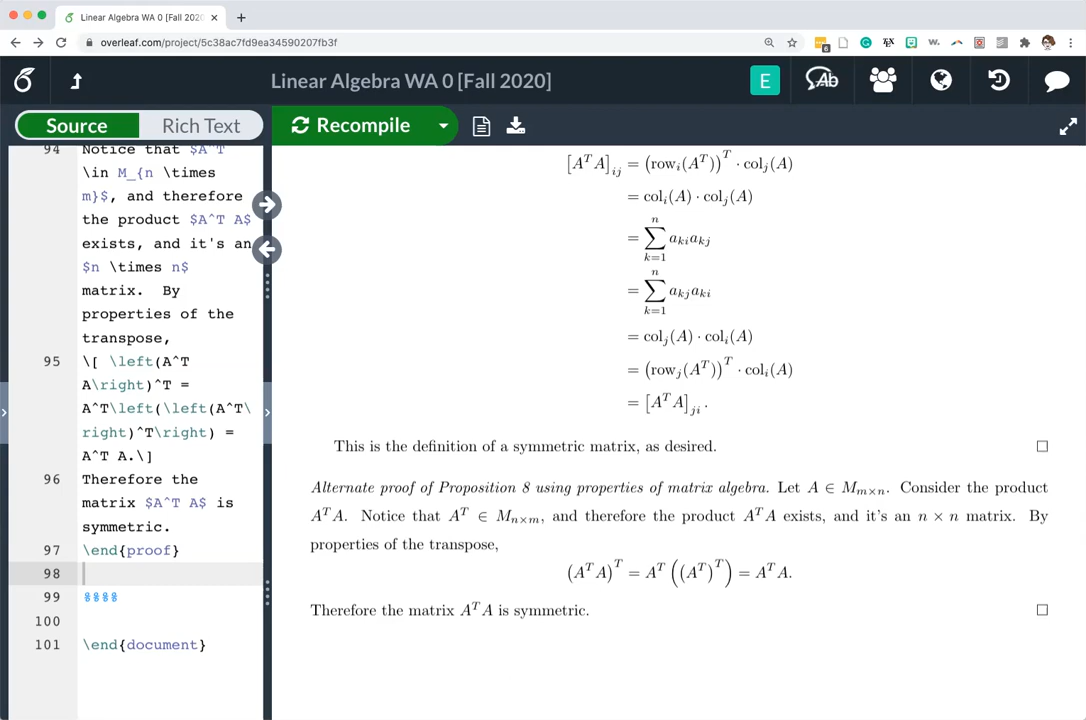 Linear Algebra WA 0 [Fall 2020
overleaf.com/project/5c38ac7fd9ea34590207fb3f
6
Linear Algebra WA 0 [Fall 2020]
E
Ab
Source
Rich Text
Recompile
94 Notice that $A^T
\in M_{n \times
m}$, and therefore
the product $A^T A$
exists, and it's an
$n \times n$
matrix. By
properties of the
transpose,
95 \[ \left(A^T
A\right)^T =
A^T\left(\left(A^T\
right)^T\right) =
A^T A.\]
96 Therefore the
matrix $A^T A$ is
symmetric.
97 \end{proof}
98
99 %%%%
100
101 \end{document}
[A^T A]_{ij} = (row_i(A^T))^T · col_j(A)
= col_i(A) · col_j(A)
= ∑_{k=1}^{n} a_{ki}a_{kj}
= ∑_{k=1}^{n} a_{kj}a_{ki}
= col_j(A) · col_i(A)
= (row_j(A^T))^T · col_i(A)
= [A^T A]_{ji}.
This is the definition of a symmetric matrix, as desired. □
Alternate proof of Proposition 8 using properties of matrix algebra. Let A ∈ M_{m×n}. Consider the product
A^T A. Notice that A^T ∈ M_{n×m}, and therefore the product A^T A exists, and it's an n × n matrix. By
properties of the transpose,
(A^T A)^T = A^T ((A^T)^T) = A^T A.
Therefore the matrix A^T A is symmetric. □